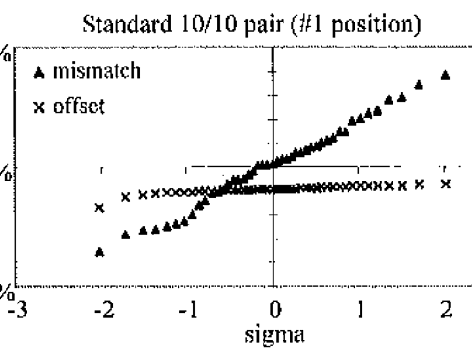 Standard 10/10 pair (#1 position)
%
▲ mismatch
× offset
%
%
-3 -2 -1 0 1 2
sigma